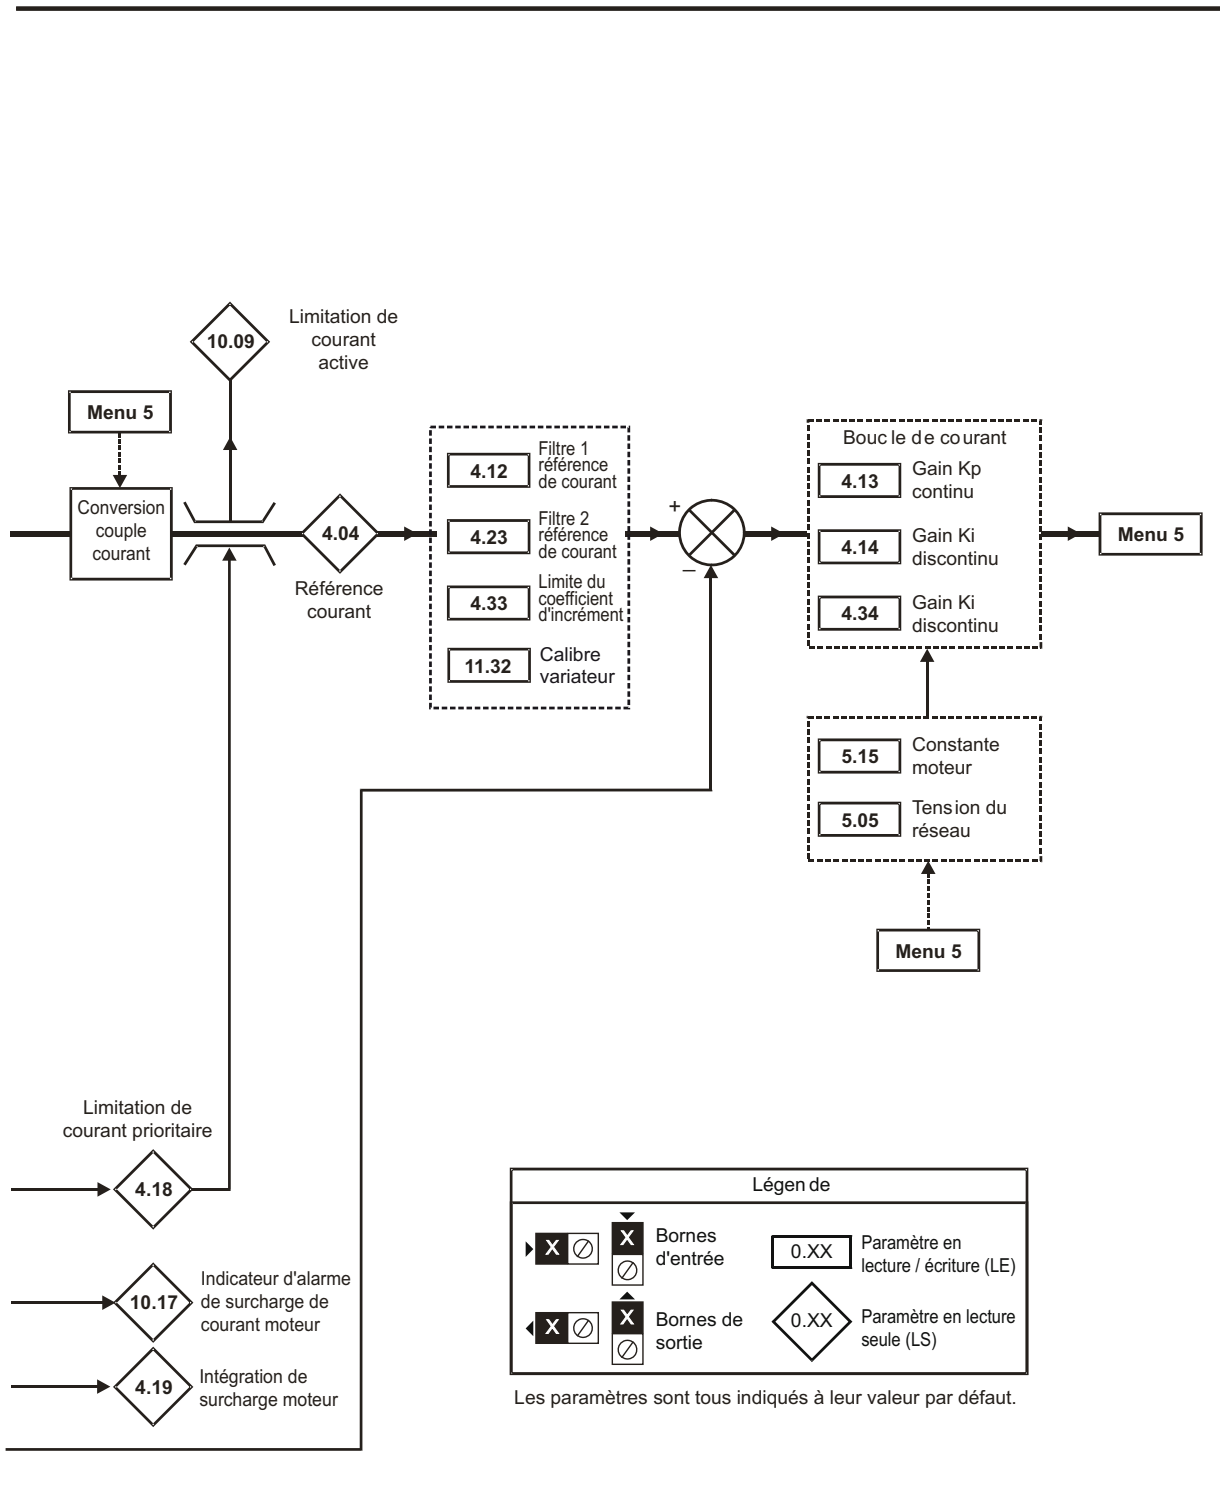 10.09
Limitation de
courant
active
Menu 5
Conversion
couple
courant
4.04
Référence
courant
4.12
Filtre 1
référence
de courant
4.23
Filtre 2
référence
de courant
4.33
Limite du
coefficient
d'incrément
11.32
Calibre
variateur
+
–
Boucle de courant
4.13
Gain Kp
continu
4.14
Gain Ki
discontinu
4.34
Gain Ki
discontinu
Menu 5
5.15
Constante
moteur
5.05
Tension du
réseau
Menu 5
Limitation de
courant prioritaire
4.18
10.17
Indicateur d'alarme
de surcharge de
courant moteur
4.19
Intégration de
surcharge moteur
Légende
X
X
Bornes
d'entrée
0.XX
Paramètre en
lecture / écriture (LE)
X
X
Bornes de
sortie
0.XX
Paramètre en lecture
seule (LS)
Les paramètres sont tous indiqués à leur valeur par défaut.